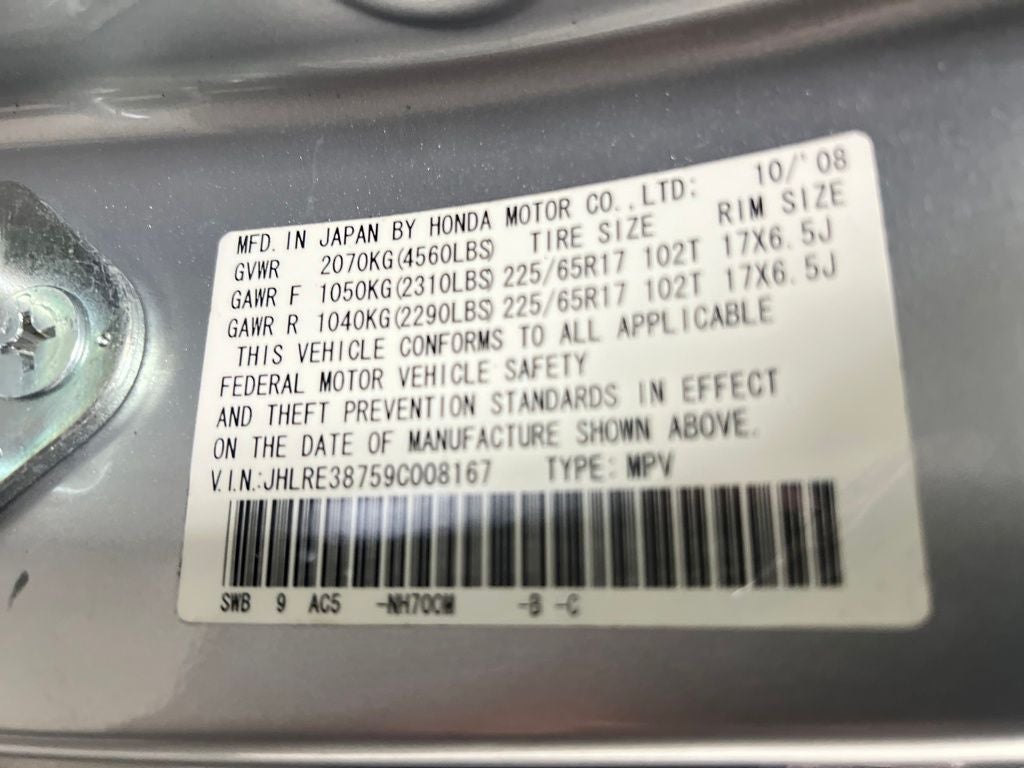 MFD. IN JAPAN BY HONDA MOTOR CO., LTD: 10/'08
GVWR 2070KG(4560LBS) TIRE SIZE RIM SIZE
GAWR F 1050KG(2310LBS) 225/65R17 102T 17X6.5J
GAWR R 1040KG(2290LBS) 225/65R17 102T 17X6.5J
THIS VEHICLE CONFORMS TO ALL APPLICABLE
FEDERAL MOTOR VEHICLE SAFETY
AND THEFT PREVENTION STANDARDS IN EFFECT
ON THE DATE OF MANUFACTURE SHOWN ABOVE.
V.I.N.:JHLRE38759C008167 TYPE: MPV
SWB 9 AC5 -NH700M -B -C